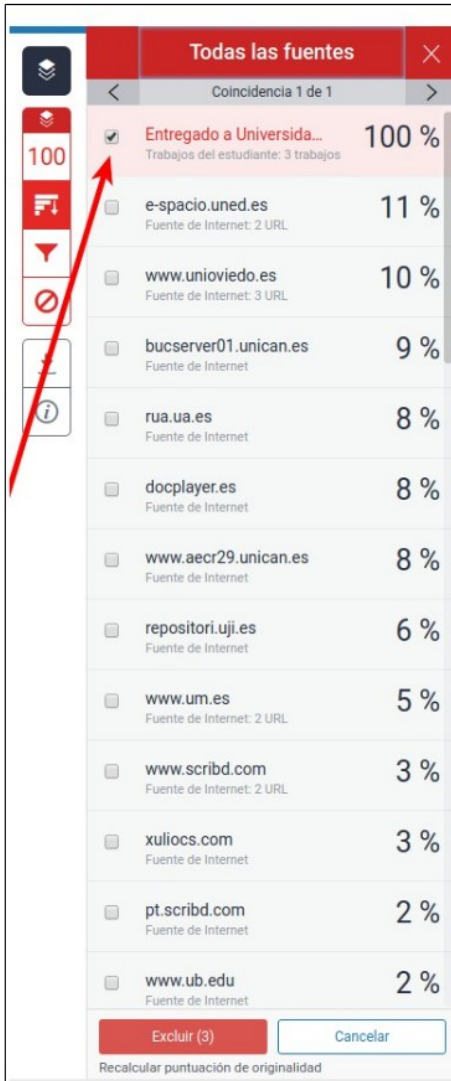 Todas las fuentes
Coincidencia 1 de 1
100
Entregado a Universida... 100 %
Trabajos del estudiante: 3 trabajos
e-spacio.uned.es 11 %
Fuente de Internet: 2 URL
www.unioviedo.es 10 %
Fuente de Internet: 3 URL
bucserver01.unican.es 9 %
Fuente de Internet
rua.ua.es 8 %
Fuente de Internet
docplayer.es 8 %
Fuente de Internet
www.aecr29.unican.es 8 %
Fuente de Internet
repositori.uji.es 6 %
Fuente de Internet
www.um.es 5 %
Fuente de Internet: 2 URL
www.scribd.com 3 %
Fuente de Internet: 2 URL
xuliocs.com 3 %
Fuente de Internet
pt.scribd.com 2 %
Fuente de Internet
www.ub.edu 2 %
Fuente de Internet
Excluir (3) Cancelar
Recalcular puntuación de originalidad